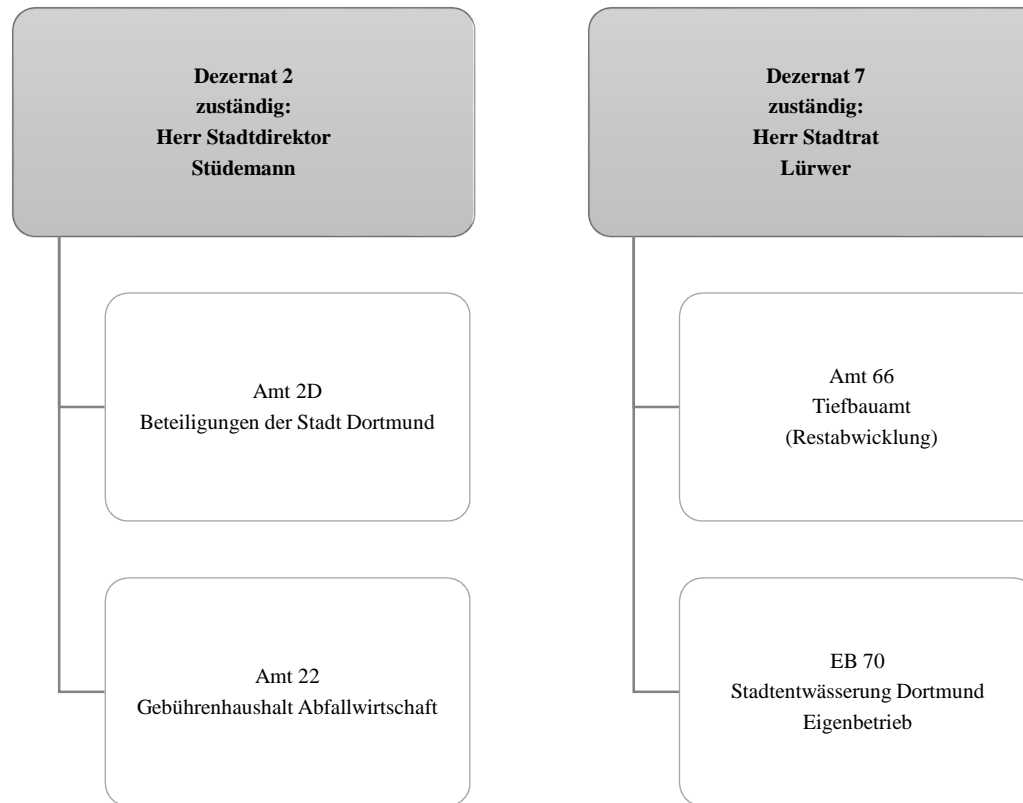 Dezernat 2
zuständig:
Herr Stadtdirektor
Stüdemann
Amt 2D
Beteiligungen der Stadt Dortmund
Amt 22
Gebührenhaushalt Abfallwirtschaft
Dezernat 7
zuständig:
Herr Stadtrat
Lürwer
Amt 66
Tiefbauamt
(Restabwicklung)
EB 70
Stadtentwässerung Dortmund
Eigenbetrieb